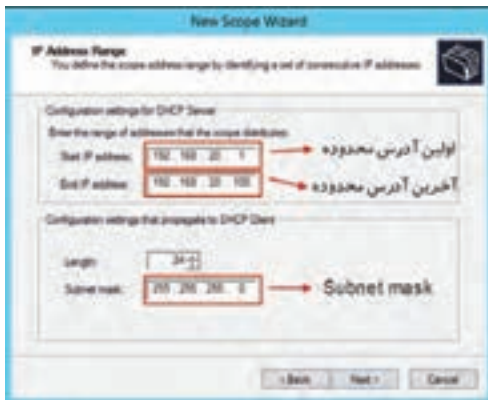 New Scope Wizard
IP Address Range
You define the scope address range by identifying a set of consecutive IP addresses.
Configuration settings for DHCP Server
Enter the range of addresses that the scope distributes.
Start IP address: 192 . 168 . 20 . 1
اولین آدرس محدوده
End IP address: 192 . 168 . 20 . 100
آخرین آدرس محدوده
Configuration settings that propagate to DHCP Client
Length: 24
Subnet mask: 255 . 255 . 255 . 0
Subnet mask
< Back
Next >
Cancel